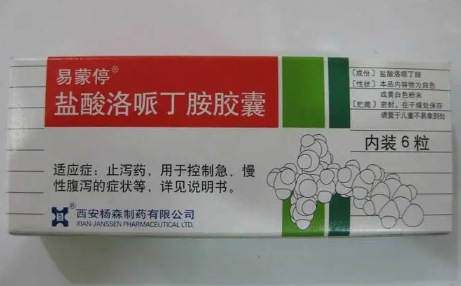 易蒙停®
盐酸洛哌丁胺胶囊
适应症：止泻药，用于控制急、慢
性腹泻的症状等，详见说明书。
西安杨森制药有限公司
XIAN-JANSSEN PHARMACEUTICAL LTD.
[成份] 盐酸洛哌丁胺
[性状] 本品内容物为白色
或黄白色粉末
[贮藏] 密封，在干燥处保存
请置于儿童不易拿到处
内装6粒